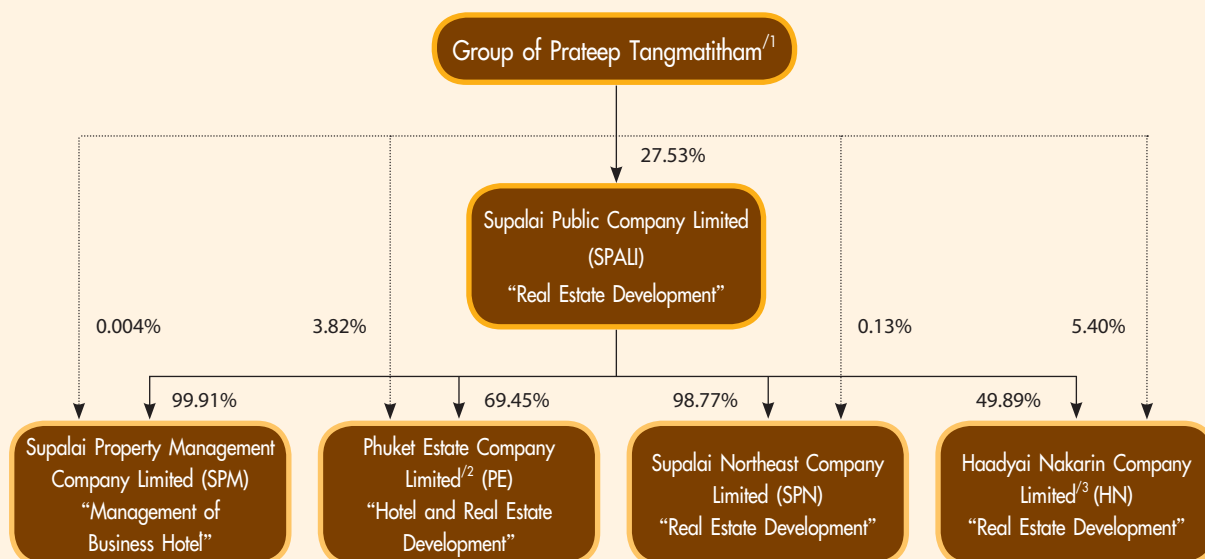 Group of Prateep Tangmatitham/1
27.53%
Supalai Public Company Limited
(SPALI)
“Real Estate Development”
0.004%
3.82%
0.13%
5.40%
99.91%
69.45%
98.77%
49.89%
Supalai Property Management
Company Limited (SPM)
“Management of
Business Hotel”
Phuket Estate Company
Limited/2 (PE)
“Hotel and Real Estate
Development”
Supalai Northeast Company
Limited (SPN)
“Real Estate Development”
Haadyai Nakarin Company
Limited/3 (HN)
“Real Estate Development”